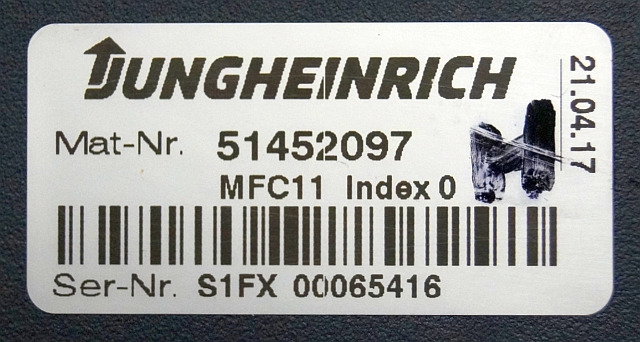 JUNGHEINRICH
Mat-Nr. 51452097
MFC11 Index 0
Ser-Nr. S1FX 00065416
21.04.17